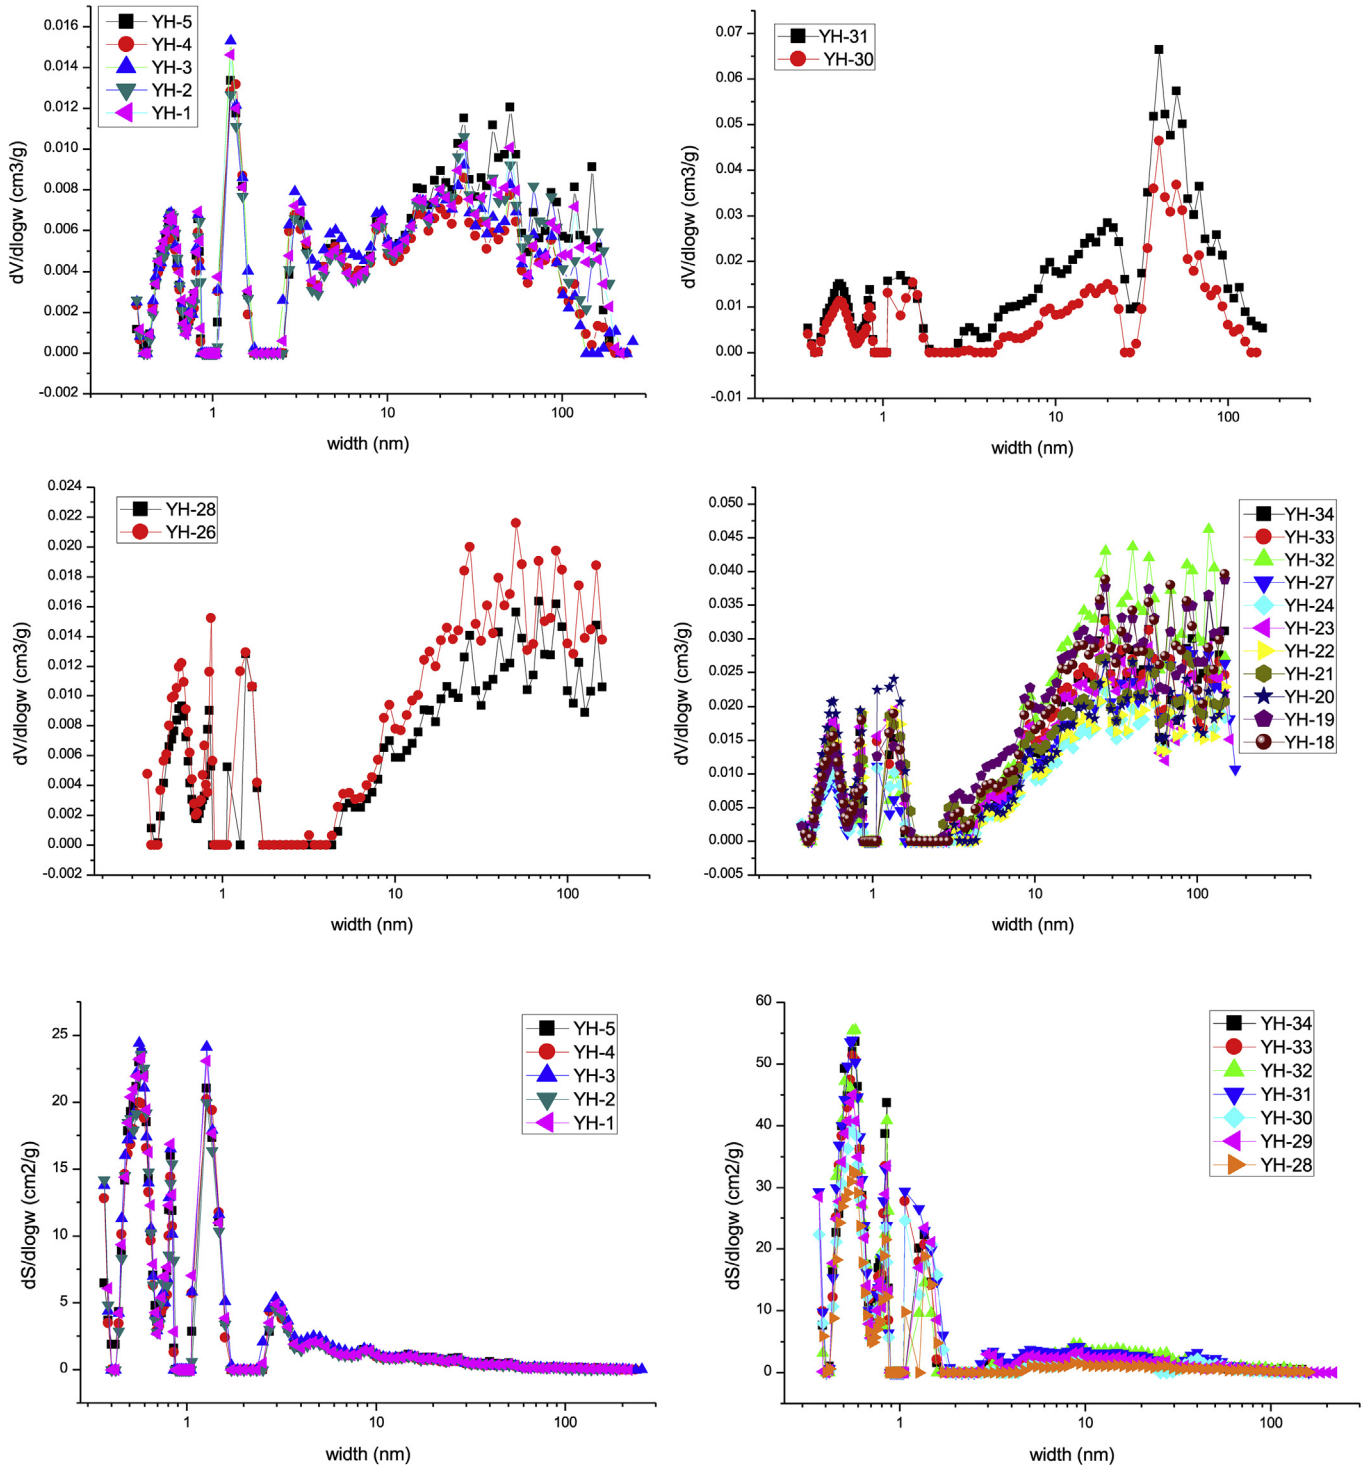 0.016
0.014
0.012
0.010
0.008
0.006
0.004
0.002
0.000
-0.002
dV/dlogw (cm3/g)
YH-5
YH-4
YH-3
YH-2
YH-1
1
10
100
width (nm)
0.07
0.06
0.05
0.04
0.03
0.02
0.01
0.00
-0.01
dV/dlogw (cm3/g)
YH-31
YH-30
1
10
100
width (nm)
0.024
0.022
0.020
0.018
0.016
0.014
0.012
0.010
0.008
0.006
0.004
0.002
0.000
-0.002
dV/dlogw (cm3/g)
YH-28
YH-26
1
10
100
width (nm)
0.050
0.045
0.040
0.035
0.030
0.025
0.020
0.015
0.010
0.005
0.000
-0.005
dV/dlogw (cm3/g)
YH-34
YH-33
YH-32
YH-27
YH-24
YH-23
YH-22
YH-21
YH-20
YH-19
YH-18
1
10
100
width (nm)
25
20
15
10
5
0
dS/dlogw (cm2/g)
YH-5
YH-4
YH-3
YH-2
YH-1
1
10
100
width (nm)
60
50
40
30
20
10
0
dS/dlogw (cm2/g)
YH-34
YH-33
YH-32
YH-31
YH-30
YH-29
YH-28
1
10
100
width (nm)